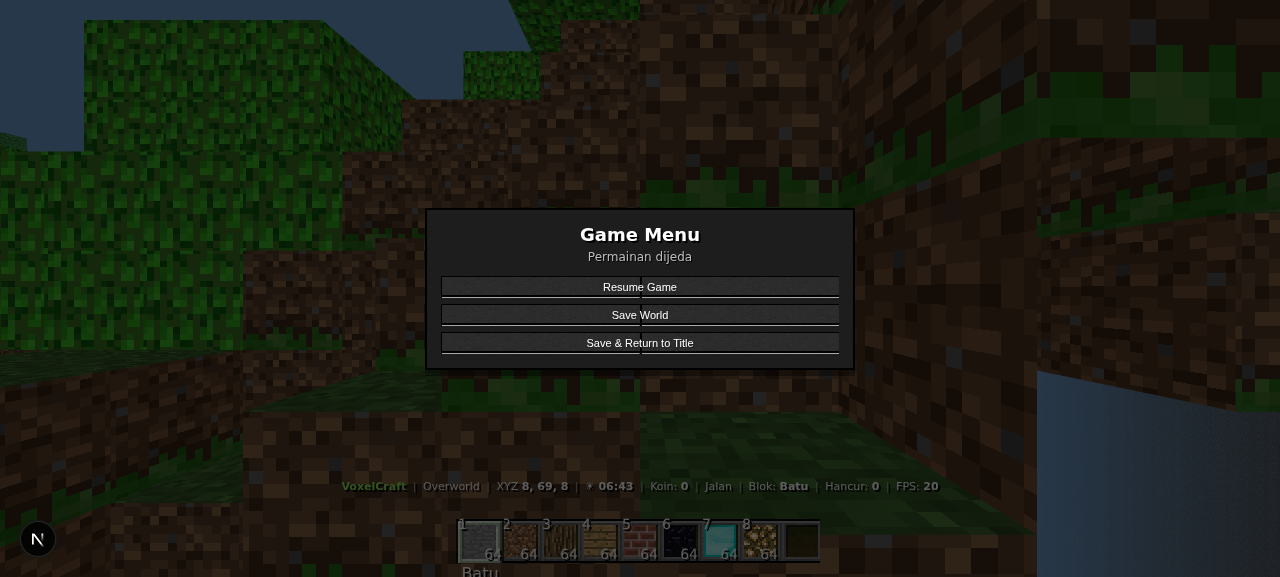 Game Menu
Permainan dijeda
Resume Game
Save World
Save & Return to Title
VoxelCraft | Overworld | XYZ 8, 69, 8 | ☀ 06:43 | Koin: 0 | Jalan | Blok: Batu | Hancur: 0 | FPS: 20
1 2 3 4 5 6 7 8
64 64 64 64 64 64 64 64
Batu
N